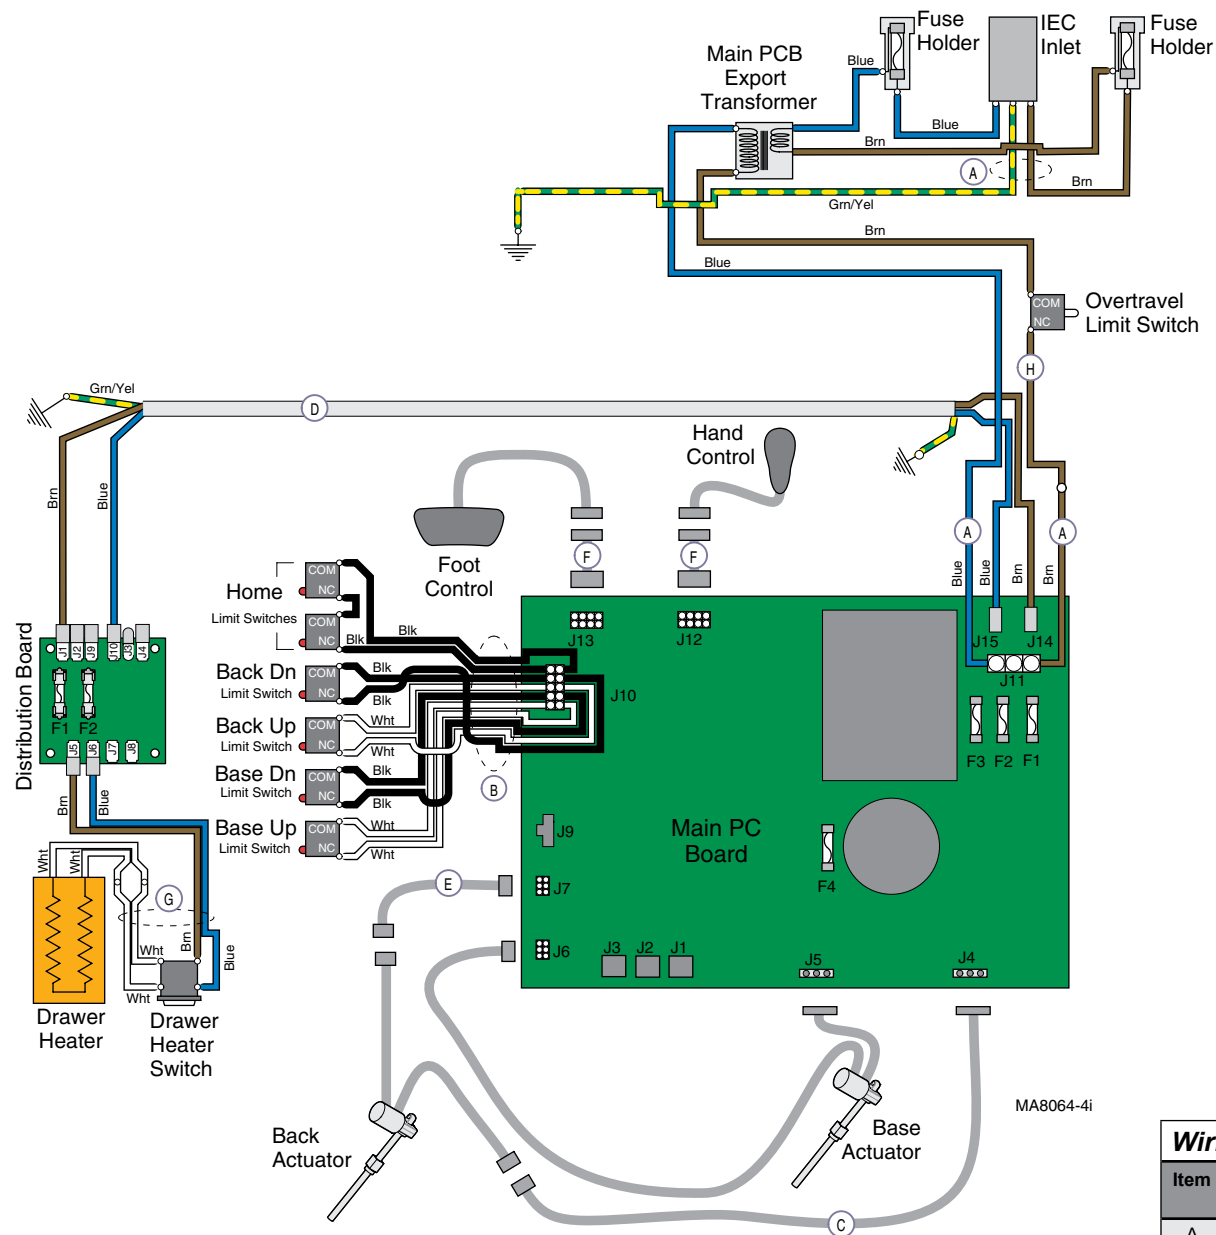 Fuse
Holder
IEC
Inlet
Fuse
Holder
Main PCB
Export
Transformer
Blue
Blue
Brn
A
Brn
Grn/Yel
Brn
Blue
COM
NC
Overtravel
Limit Switch
H
Grn/Yel
D
Hand
Control
Brn
Blue
Foot
Control
F
F
A
A
Blue
Blue
Brn
Brn
Home
Limit Switches
COM
NC
COM
NC
Blk
Blk
Back Dn
Limit Switch
COM
NC
Blk
Blk
Back Up
Limit Switch
COM
NC
Wht
Wht
Base Dn
Limit Switch
COM
NC
Blk
Blk
Base Up
Limit Switch
COM
NC
Wht
Wht
B
J13
J12
J10
J15
J14
J11
F3
F2
F1
F4
Main PC
Board
J9
J7
J6
J3
J2
J1
J5
J4
Distribution Board
J1
J2
J9
J10
J3
J4
F1
F2
J5
J6
J7
J8
Brn
Blue
Wht
Wht
G
Wht
Wht
Brn
Blue
Drawer
Heater
Drawer
Heater
Switch
E
Back
Actuator
Base
Actuator
C
MA8064-4i
Wir
Item
A